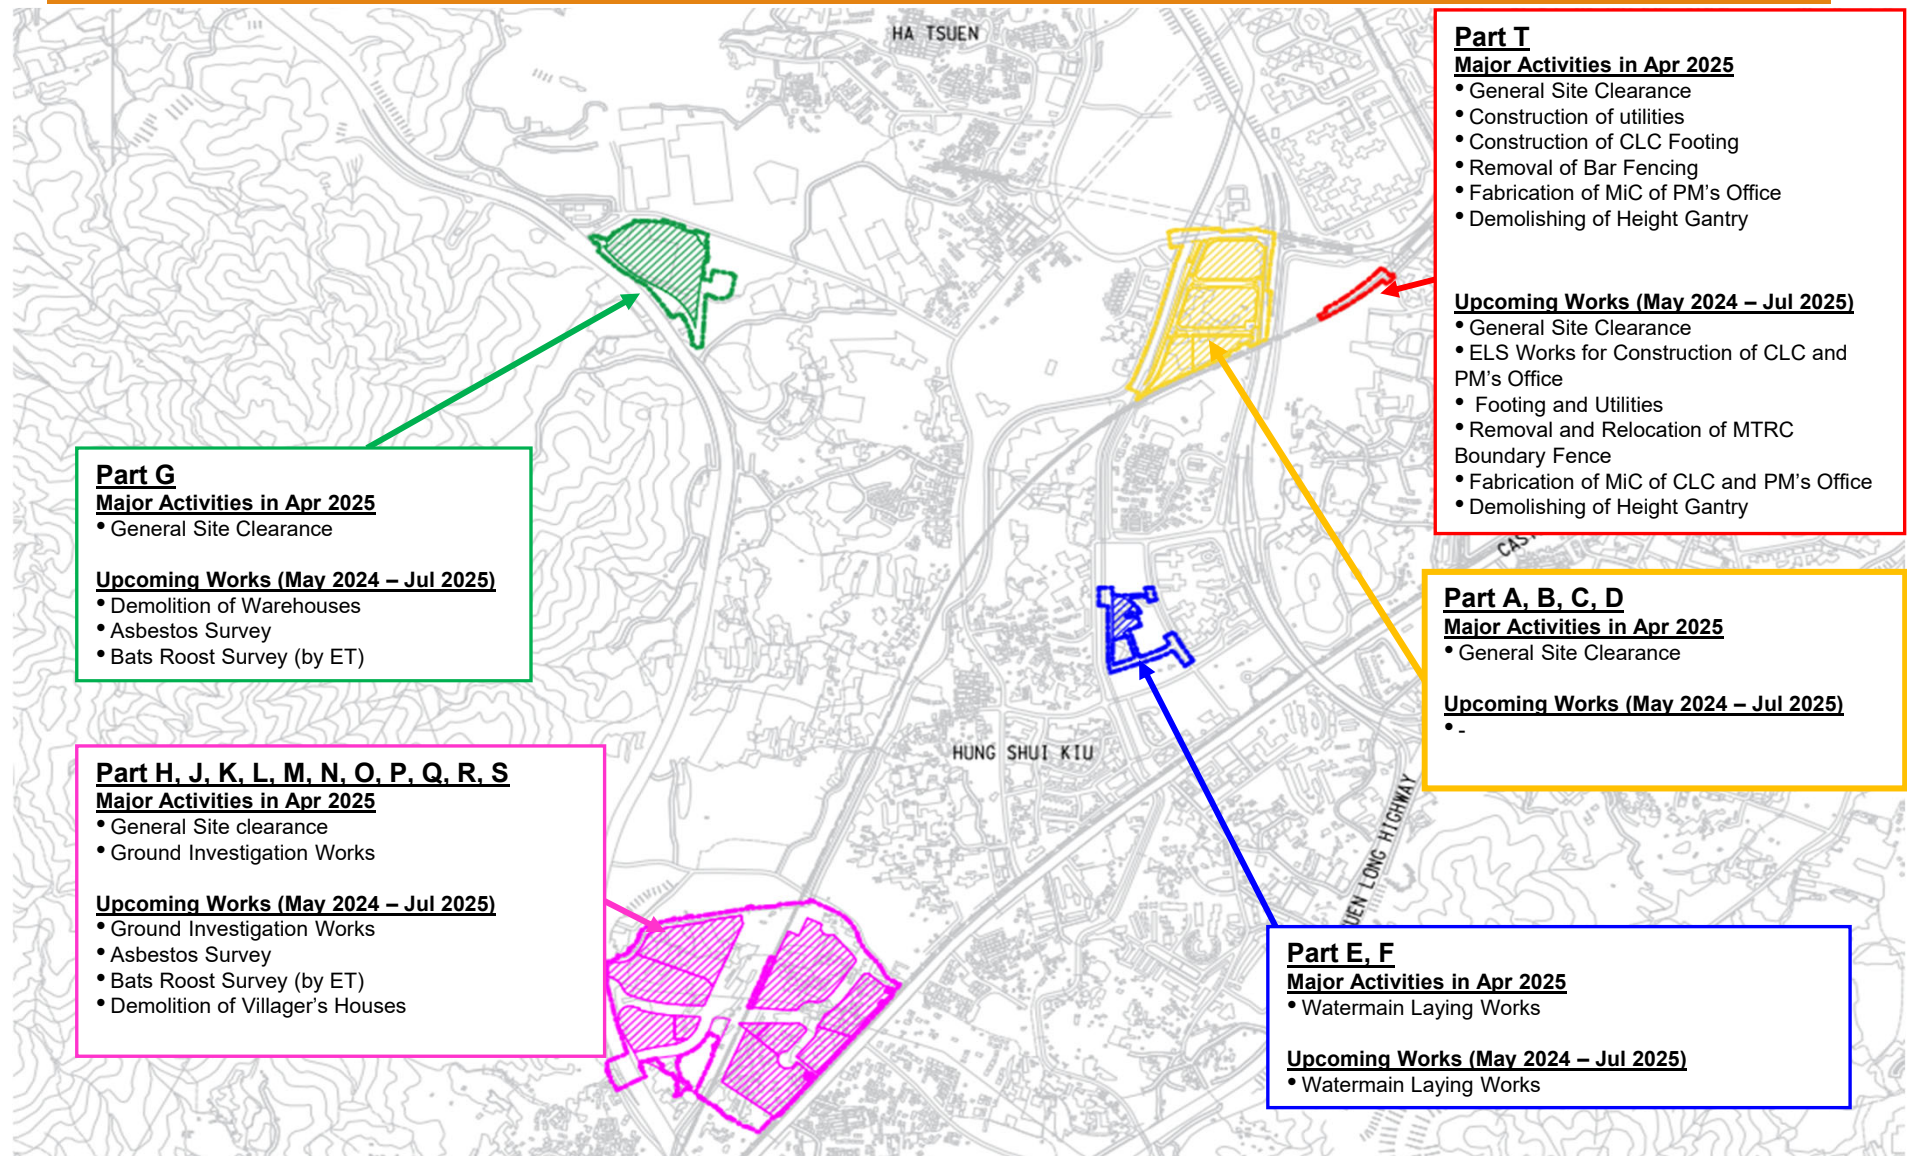 HA TSUEN
Part T
Major Activities in Apr 2025
• General Site Clearance
• Construction of utilities
• Construction of CLC Footing
• Removal of Bar Fencing
• Fabrication of MiC of PM's Office
• Demolishing of Height Gantry
Upcoming Works (May 2024 – Jul 2025)
• General Site Clearance
• ELS Works for Construction of CLC and
PM's Office
• Footing and Utilities
• Removal and Relocation of MTRC
Boundary Fence
• Fabrication of MiC of CLC and PM's Office
• Demolishing of Height Gantry
Part G
Major Activities in Apr 2025
• General Site Clearance
Upcoming Works (May 2024 – Jul 2025)
• Demolition of Warehouses
• Asbestos Survey
• Bats Roost Survey (by ET)
Part A, B, C, D
Major Activities in Apr 2025
• General Site Clearance
Upcoming Works (May 2024 – Jul 2025)
• -
HUNG SHUI KIU
Part H, J, K, L, M, N, O, P, Q, R, S
Major Activities in Apr 2025
• General Site clearance
• Ground Investigation Works
Upcoming Works (May 2024 – Jul 2025)
• Ground Investigation Works
• Asbestos Survey
• Bats Roost Survey (by ET)
• Demolition of Villager's Houses
UEN LONG HIGHWAY
Part E, F
Major Activities in Apr 2025
• Watermain Laying Works
Upcoming Works (May 2024 – Jul 2025)
• Watermain Laying Works